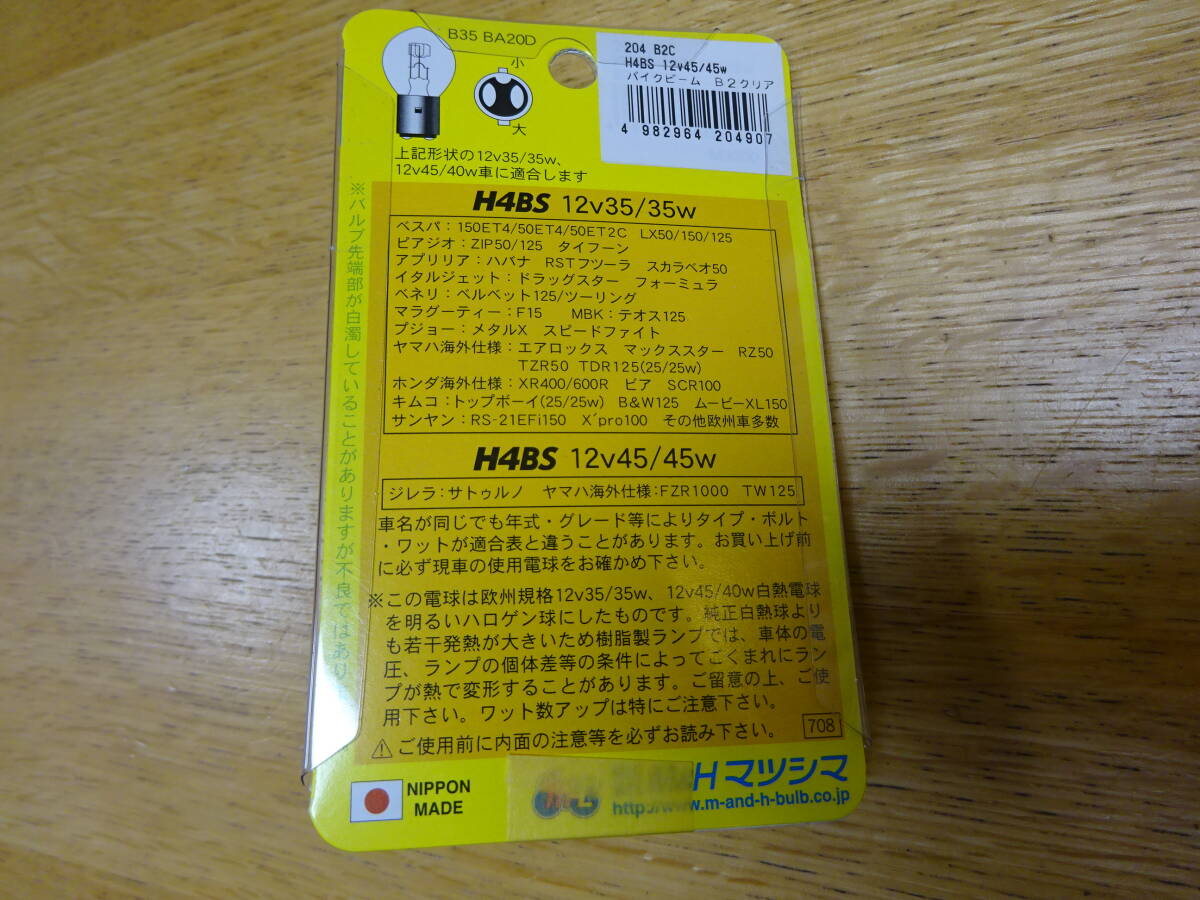 B35 BA20D
小
大
204 B2C
H4BS 12v45/45w
バイクビーム B2クリア
4 982964 204907
上記形状の12v35/35w、
12v45/40w車に適合します
H4BS 12v35/35w
ベスパ：150ET4/50ET4/50ET2C LX50/150/125
ピアジオ：ZIP50/125 タイフーン
アプリリア：ハバナ RSTフツーラ スカラベオ50
イタルジェット：ドラッグスター フォーミュラ
ベネリ：ベルベット125/ツーリング
マラグーティー：F15 MBK：テオス125
プジョー：メタルX スピードファイト
ヤマハ海外仕様：エアロックス マックススター RZ50
TZR50 TDR125(25/25w)
ホンダ海外仕様：XR400/600R ビア SCR100
キムコ：トップボーイ(25/25w) B&W125 ムービーXL150
サンヤン：RS-21EFi150 X'pro100 その他欧州車多数
H4BS 12v45/45w
ジレラ：サトゥルノ ヤマハ海外仕様：FZR1000 TW125
車名が同じでも年式・グレード等によりタイプ・ボルト
・ワットが適合表と違うことがあります。お買い上げ前
に必ず現車の使用電球をお確かめ下さい。
※この電球は欧州規格12v35/35w、12v45/40w白熱電球
を明るいハロゲン球にしたものです。純正白熱球より
も若干発熱が大きいため樹脂製ランプでは、車体の電
圧、ランプの個体差等の条件によってごくまれにラン
プが熱で変形することがあります。ご留意の上、ご使
用下さい。ワット数アップは特にご注意下さい。
708
⚠ご使用前に内面の注意等を必ずお読み下さい。
※バルブ先端部が白濁していることがありますが不良ではあり
NIPPON
MADE
H マツシマ
http://www.m-and-h-bulb.co.jp